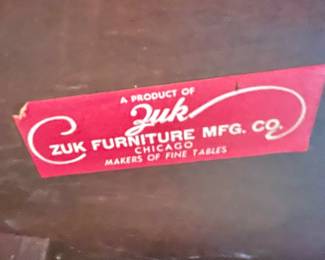 A PRODUCT OF
Zuk
ZUK FURNITURE MFG. CO.
CHICAGO
MAKERS OF FINE TABLES